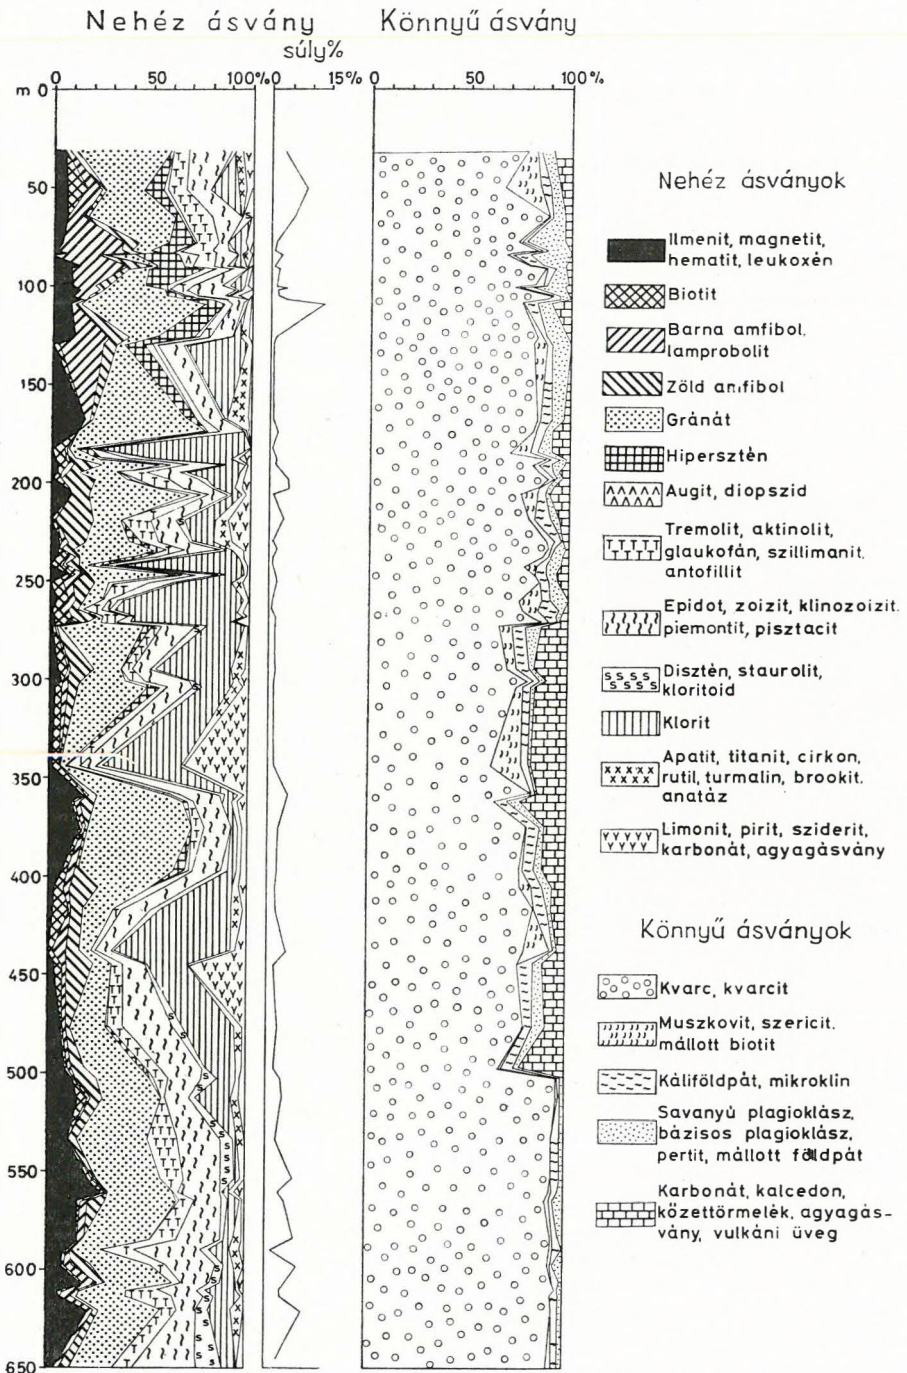 Nehéz ásvány
Könnyű ásvány
súly%
0 50 100%
0 15%
0 50 100%
m 0
50
100
150
200
250
300
350
400
450
500
550
600
650
Nehéz ásványok
Ilmenit, magnetit,
hematit, leukoxén
Biotit
Barna amfibol,
lamprobolit
Zöld amfibol
Gránát
Hipersztén
Augit, diopszid
Tremolit, aktinolit,
glaukofán, szillimanit,
antofillit
Epidot, zoizit, klinozoizit.
piemontit, pisztacit
Disztén, staurolit,
kloritoid
Klorit
Apatit, titanit, cirkon,
rutil, turmalin, brookit,
anatáz
Limonit, pirit, sziderit,
karbonát, agyagásvány
Könnyű ásványok
Kvarc, kvarcit
Muszkovit, szericit.
mállott biotit
Káliföldpát, mikroklin
Savanyú plagioklász,
bázisos plagioklász,
pertit, mállott földpát
Karbonát, kalcedon,
kőzettörmelék, agyagás-
vány, vulkáni üveg